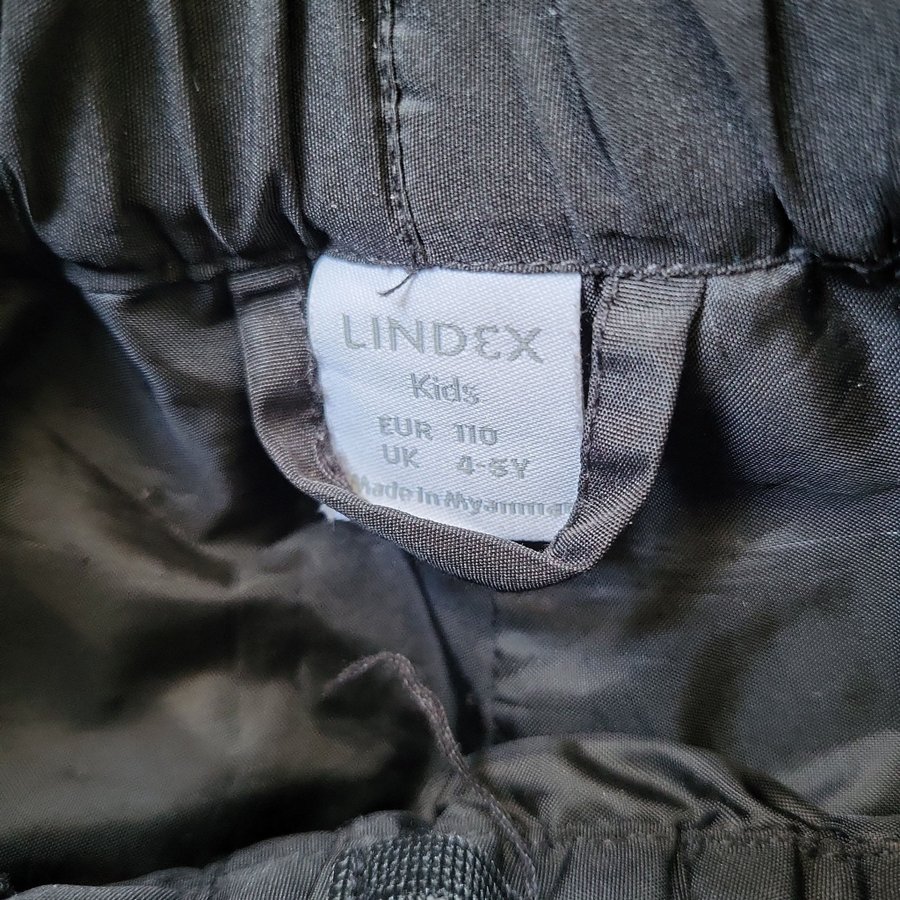 LINDEX
Kids
EUR 110
UK 4-5Y
Made in Myanmar